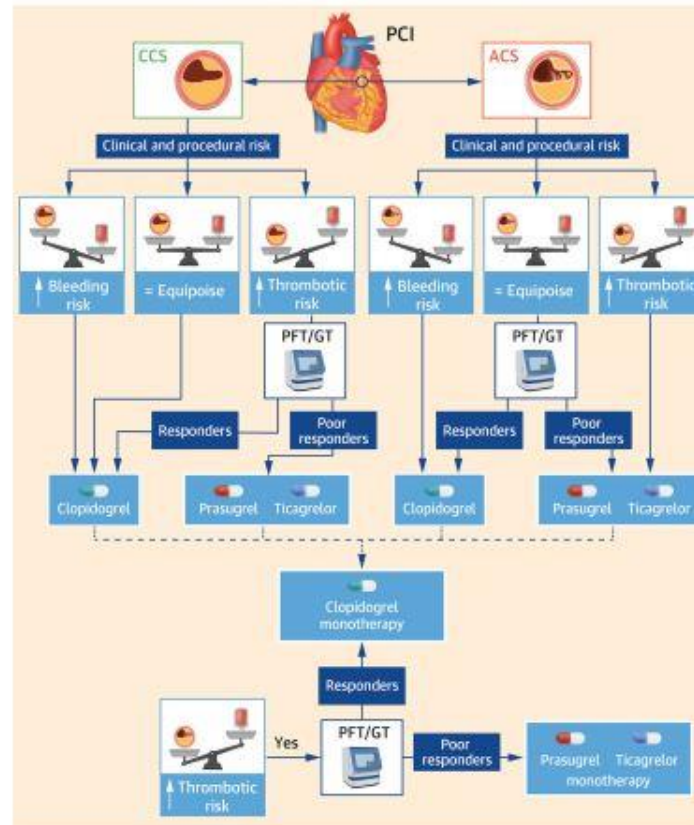 PCI
CCS
ACS
Clinical and procedural risk
Clinical and procedural risk
↑ Bleeding
risk
= Equipoise
↑ Thrombotic
risk
↑ Bleeding
risk
= Equipoise
↑ Thrombotic
risk
PFT/GT
PFT/GT
Responders
Poor
responders
Responders
Poor
responders
Clopidogrel
Prasugrel Ticagrelor
Clopidogrel
Prasugrel Ticagrelor
Clopidogrel
monotherapy
Responders
Yes
PFT/GT
Poor
responders
Prasugrel Ticagrelor
monotherapy
↑ Thrombotic
risk